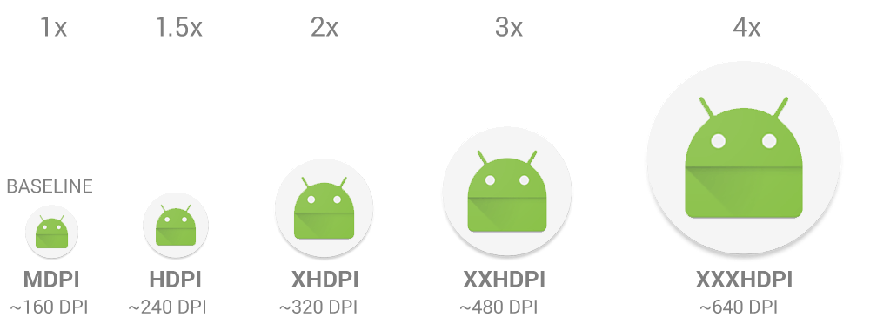 1x 1.5x 2x 3x 4x
BASELINE
MDPI HDPI XHDPI XXHDPI XXXHDPI
~160 DPI ~240 DPI ~320 DPI ~480 DPI ~640 DPI